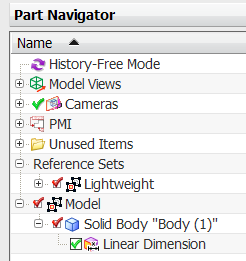 Part Navigator
Name
History-Free Mode
Model Views
Cameras
PMI
Unused Items
Reference Sets
Lightweight
Model
Solid Body "Body (1)"
Linear Dimension